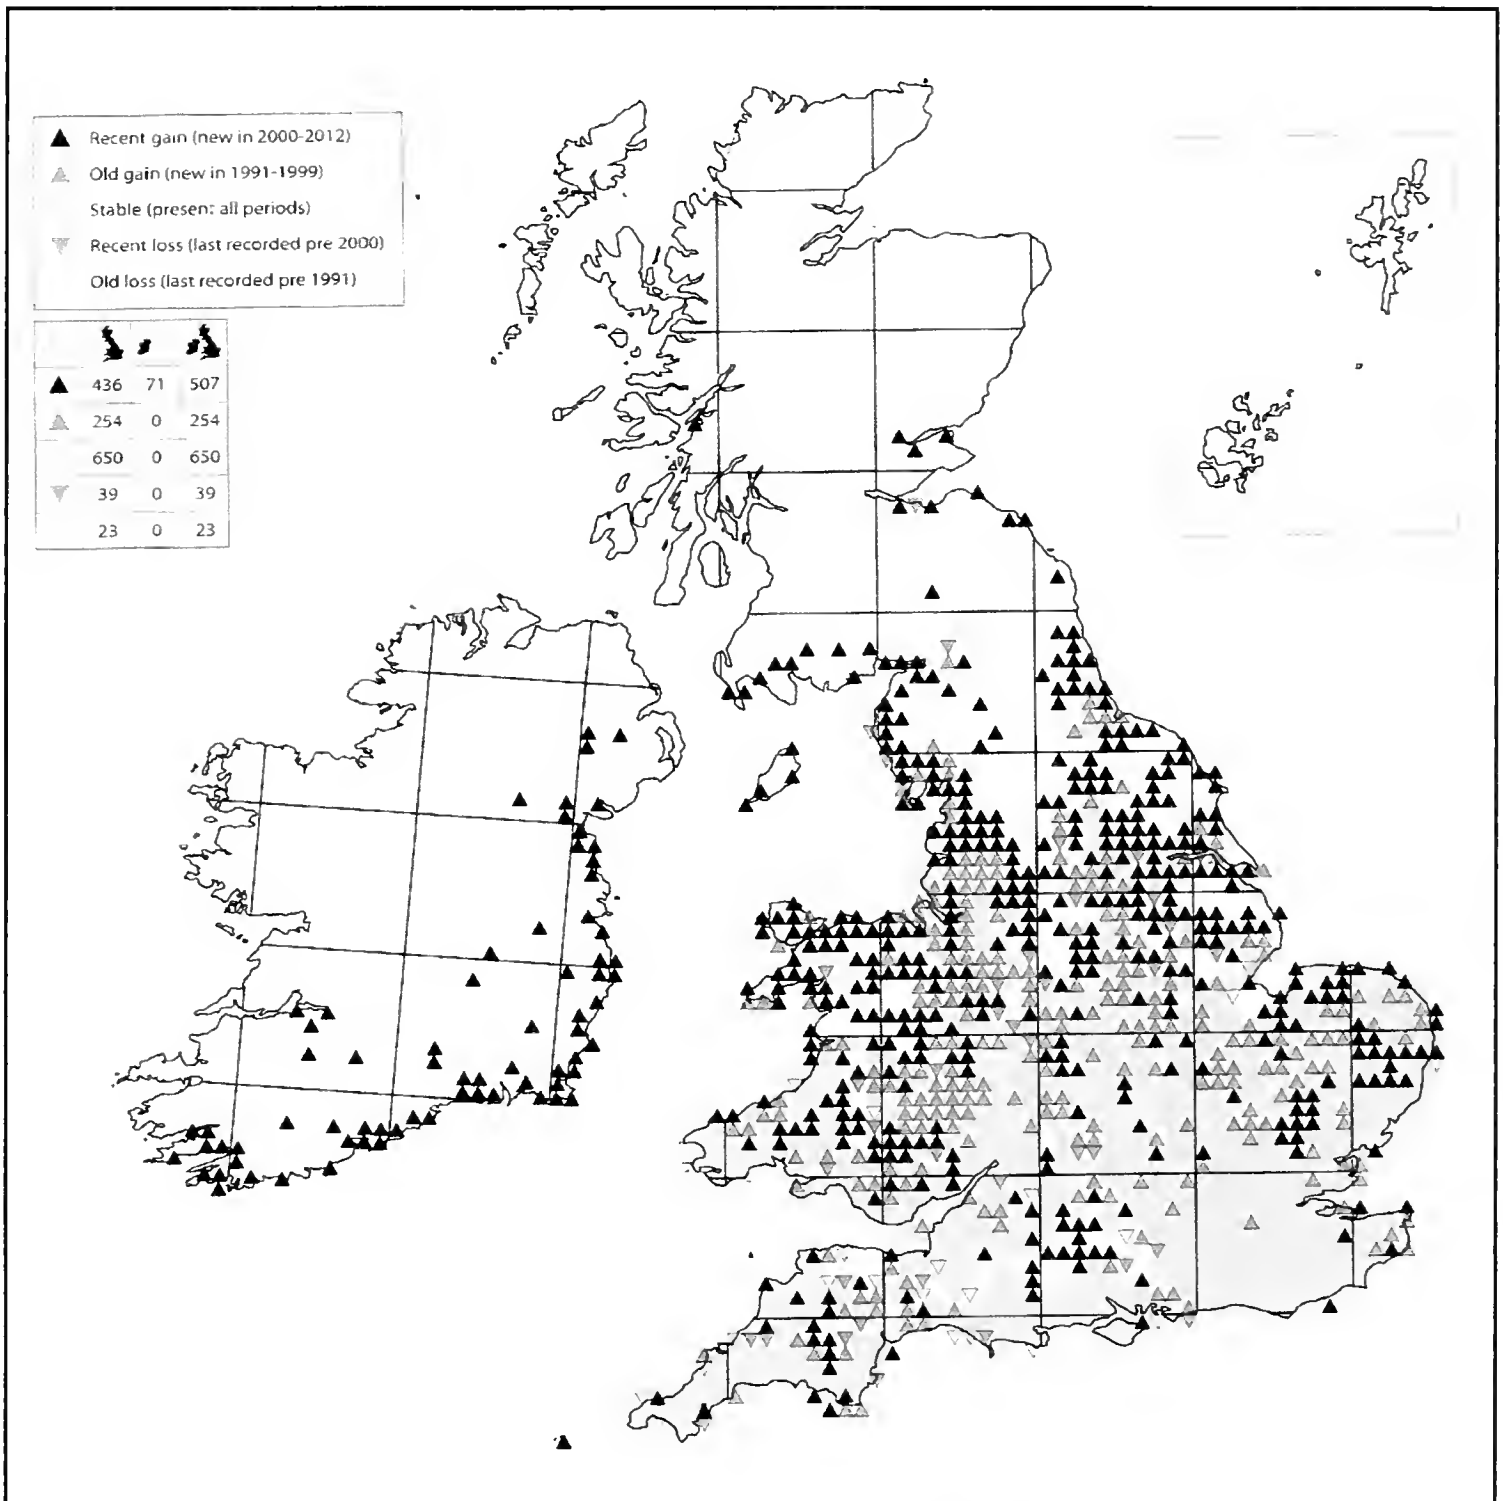 Recent gain (new in 2000-2012)
Old gain (new in 1991-1999)
Stable (present all periods)
Recent loss (last recorded pre 2000)
Old loss (last recorded pre 1991)
436 71 507
254 0 254
650 0 650
39 0 39
23 0 23